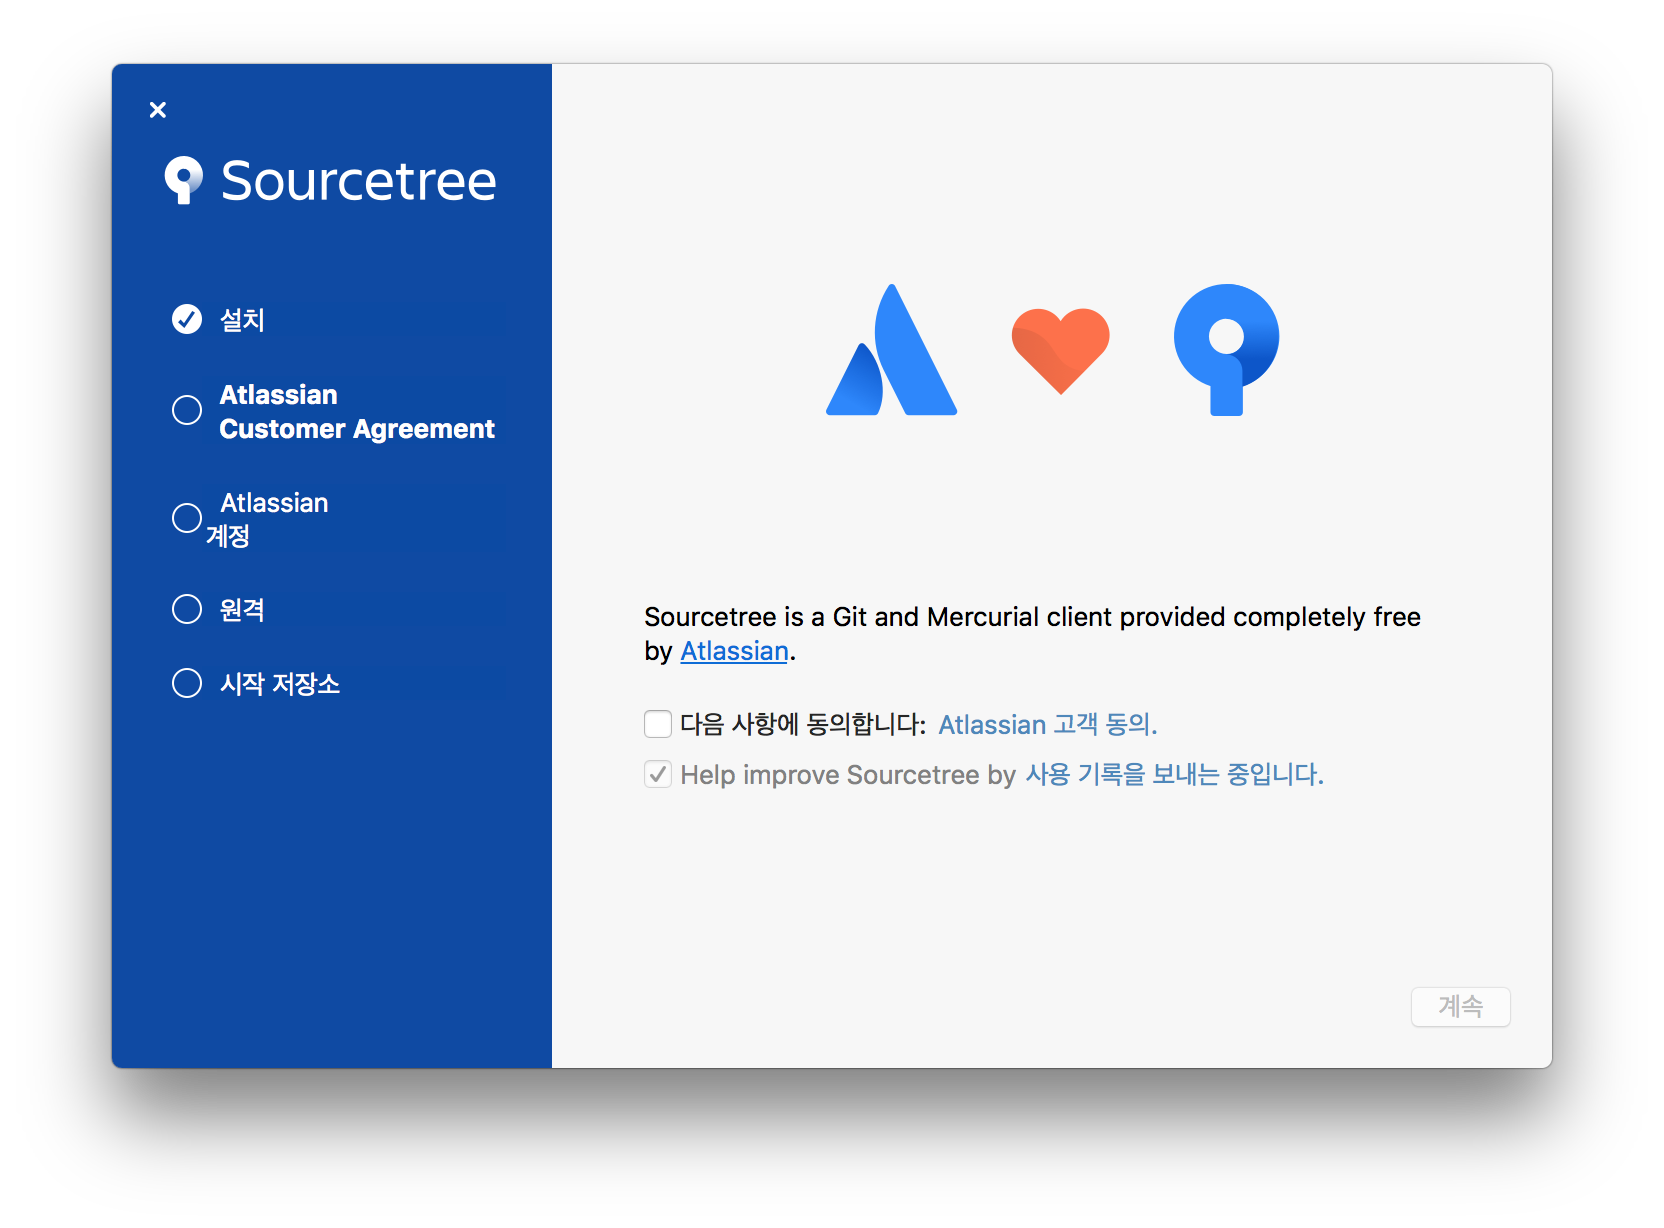 Sourcetree
설치
Atlassian
Customer Agreement
Atlassian
계정
원격
시작 저장소
Sourcetree is a Git and Mercurial client provided completely free
by Atlassian.
다음 사항에 동의합니다: Atlassian 고객 동의.
Help improve Sourcetree by 사용 기록을 보내는 중입니다.
계속